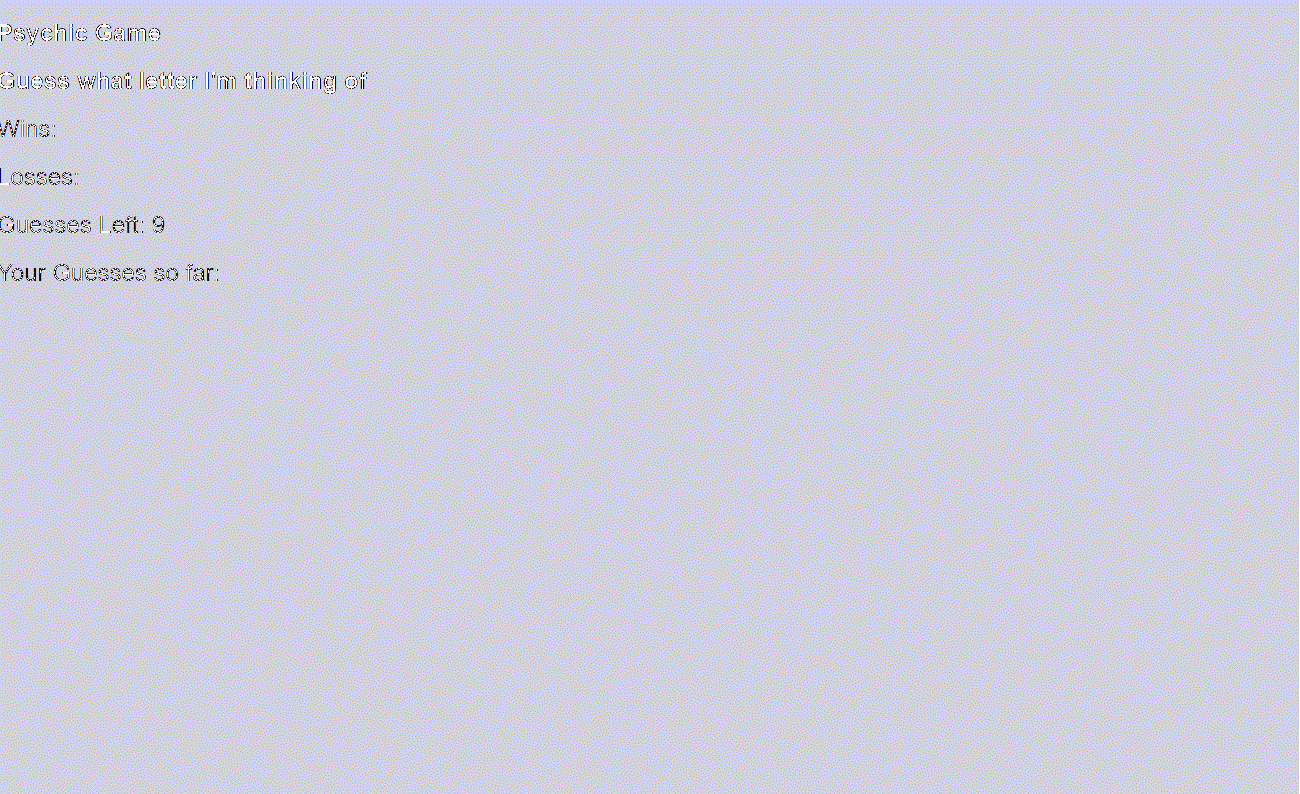 Psychic Game
Guess what letter I'm thinking of
Wins:
Losses:
Guesses Left: 9
Your Guesses so far: